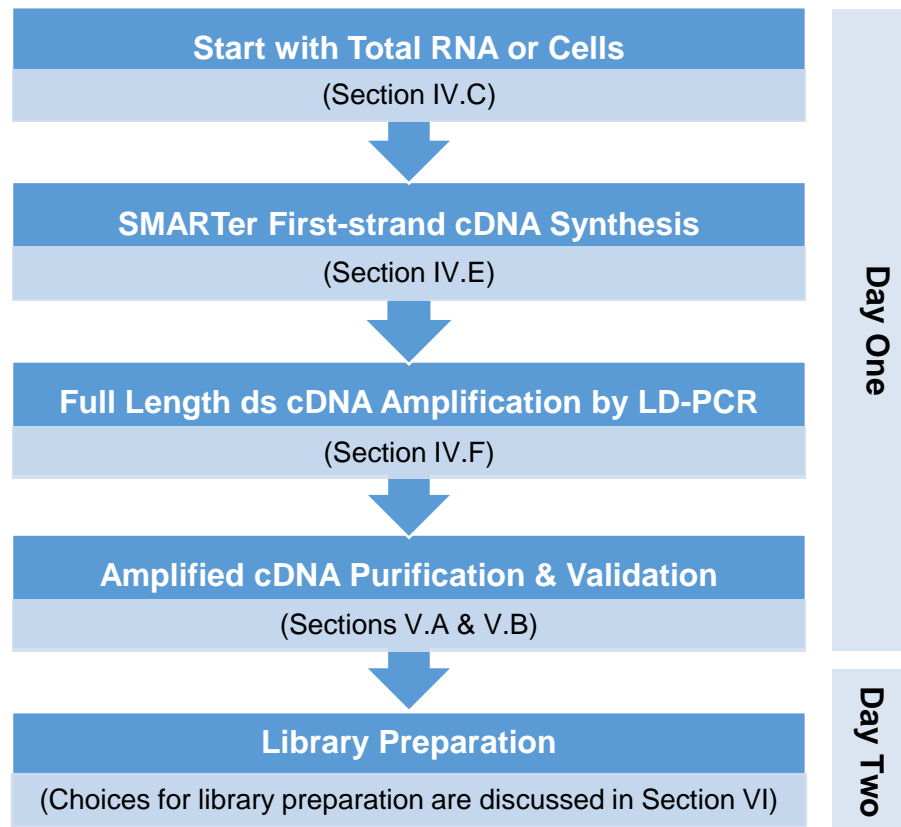 Start with Total RNA or Cells
(Section IV.C)
SMARTer First-strand cDNA Synthesis
(Section IV.E)
Full Length ds cDNA Amplification by LD-PCR
(Section IV.F)
Amplified cDNA Purification & Validation
(Sections V.A & V.B)
Day One
Library Preparation
(Choices for library preparation are discussed in Section VI)
Day Two